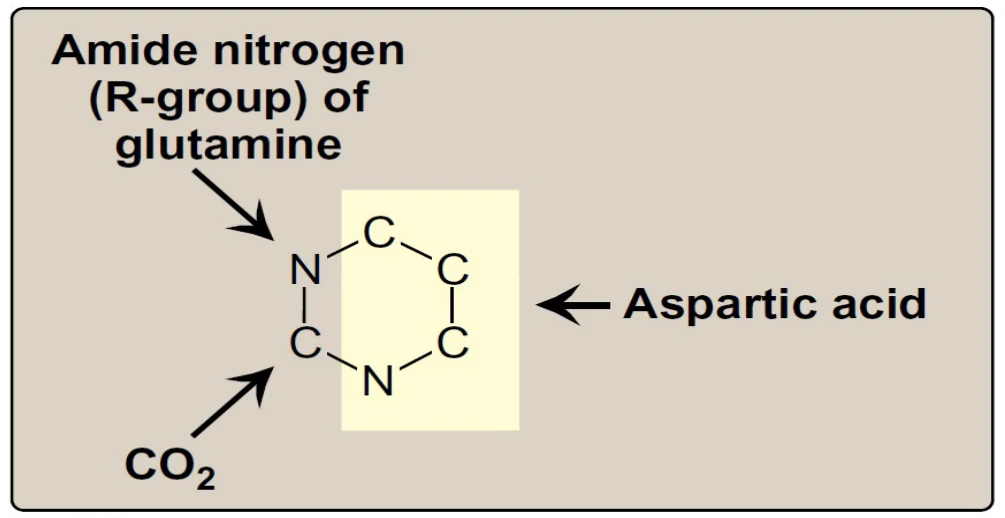 Amide nitrogen
(R-group) of
glutamine
C
N
C
Aspartic acid
C
C
N
CO₂